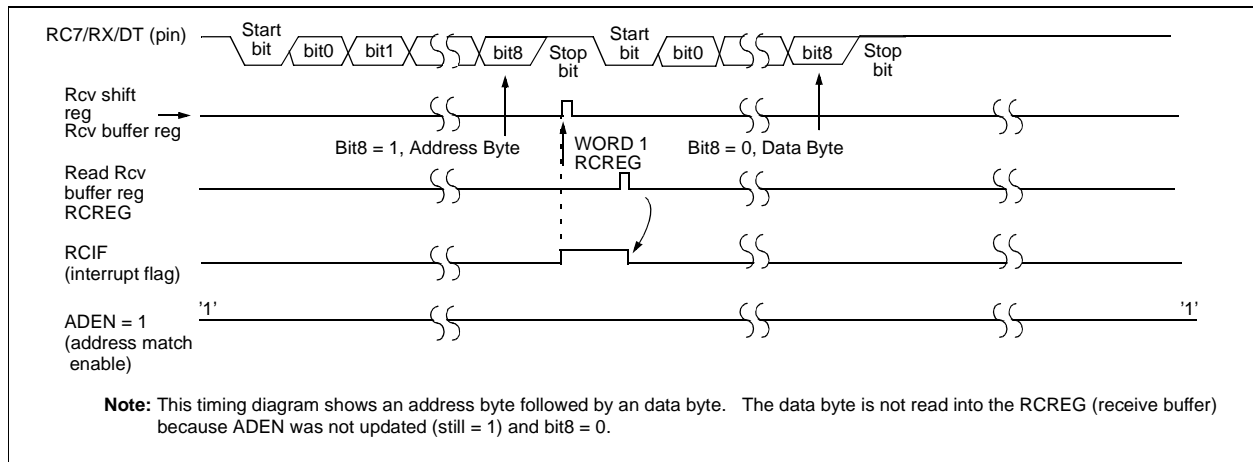 RC7/RX/DT (pin)
Start
bit
bit0
bit1
bit8
Stop
bit
Start
bit
bit0
bit8
Stop
bit
Rcv shift
reg
Rcv buffer reg
Bit8 = 1, Address Byte
WORD 1
RCREG
Bit8 = 0, Data Byte
Read Rcv
buffer reg
RCREG
RCIF
(interrupt flag)
'1'
'1'
ADEN = 1
(address match
enable)
Note: This timing diagram shows an address byte followed by an data byte. The data byte is not read into the RCREG (receive buffer)
because ADEN was not updated (still = 1) and bit8 = 0.